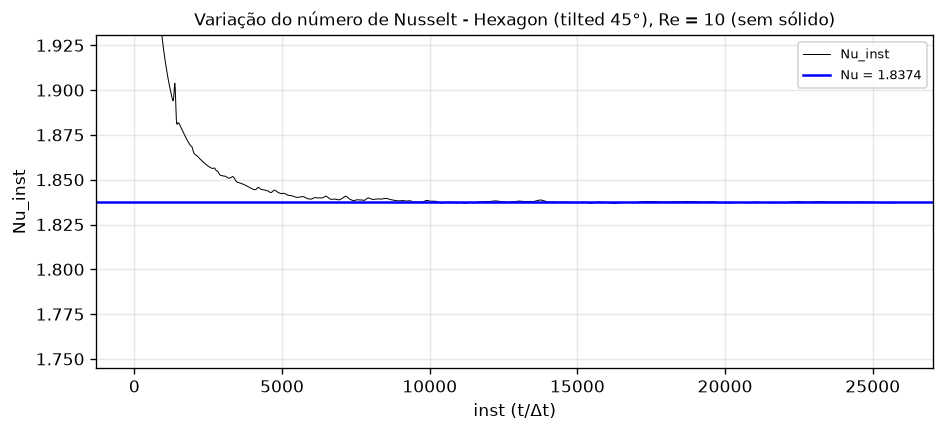 Variação do número de Nusselt - Hexagon (tilted 45°), Re = 10 (sem sólido)
Nu_inst
Nu = 1.8374
1.925
1.900
1.875
1.850
1.825
1.800
1.775
1.750
Nu_inst
0 5000 10000 15000 20000 25000
inst (t/Δt)